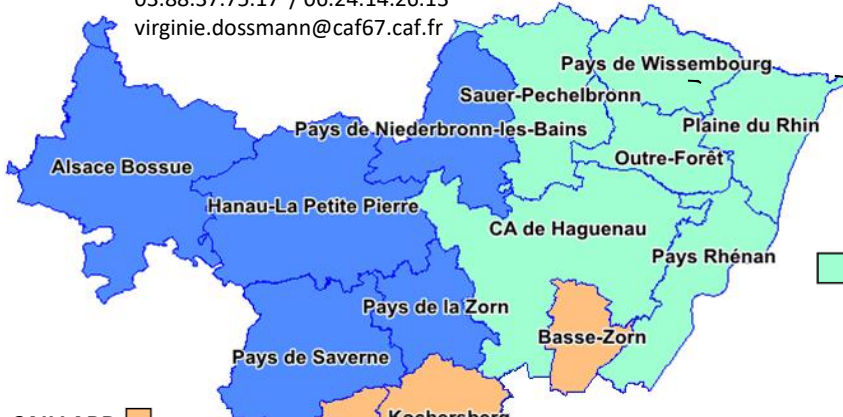 virginie.dossmann@caf67.caf.fr
Pays de Wissembourg
Sauer-Pechelbronn
Pays de Niederbronn-les-Bains
Plaine du Rhin
Outre-Forêt
Alsace Bossue
Hanau-La Petite Pierre
CA de Haguenau
Pays Rhénan
Pays de la Zorn
Basse-Zorn
Pays de Saverne
Kochersberg